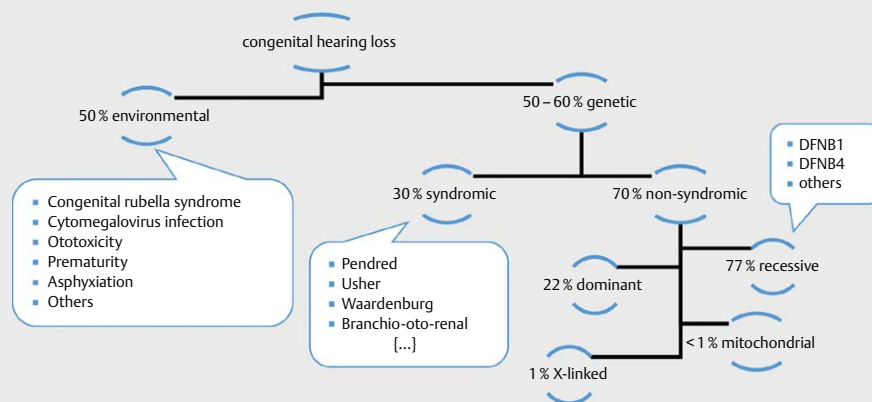 congenital hearing loss
50 % environmental
50 – 60 % genetic
DFNB1
DFNB4
others
Congenital rubella syndrome
Cytomegalovirus infection
Ototoxicity
Prematurity
Asphyxiation
Others
30 % syndromic
70 % non-syndromic
Pendred
Usher
Waardenburg
Branchio-oto-renal
[...]
22 % dominant
77 % recessive
< 1 % mitochondrial
1 % X-linked